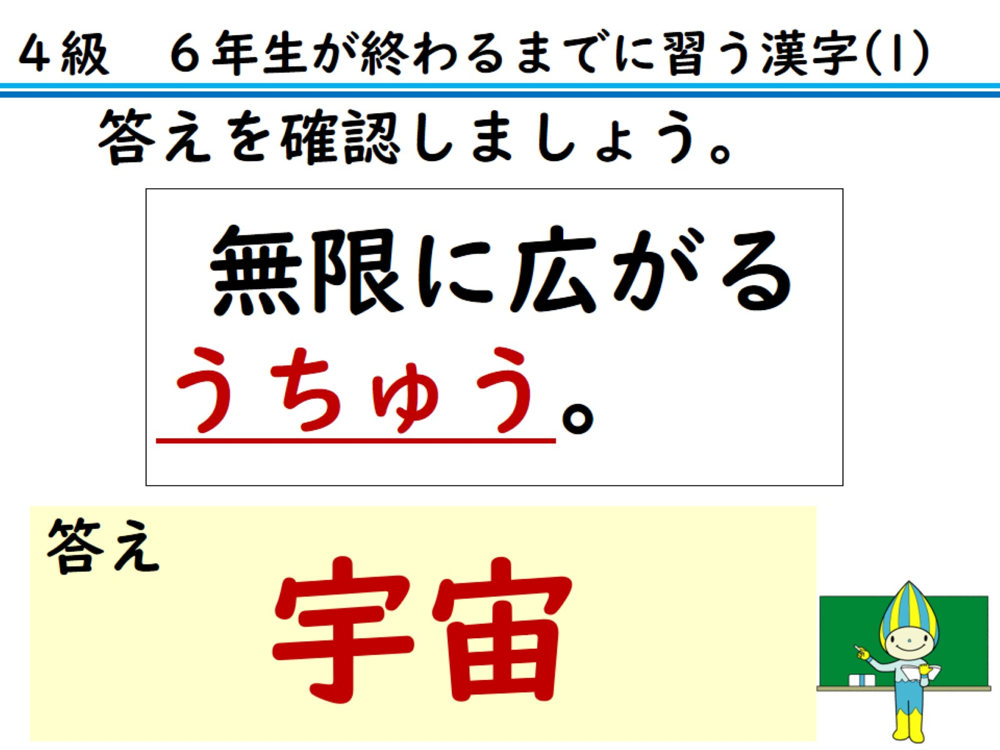 ４級　６年生が終わるまでに習う漢字(1)
答えを確認しましょう。
無限に広がる
うちゅう。
答え
宇宙